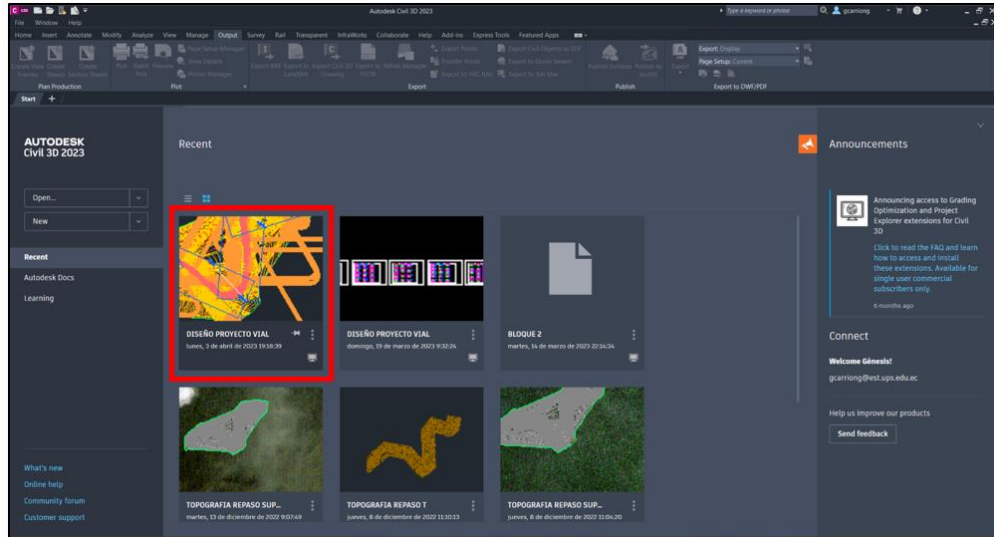 Autodesk Civil 3D 2023
Type a keyword or phrase
gcarriong
File Window Help
Home Insert Annotate Modify Analyze View Manage Output Survey Rail Transparent InfraWorks Collaborate Help Add-ins Express Tools Featured Apps
Page Setup Manager
View Details
Plotter Manager
Export: Display
Page Setup: Current
Plan Production
Plot
Export
Publish
Export to DWF/PDF
Start
AUTODESK
Civil 3D 2023
Open...
New
Recent
Autodesk Docs
Learning
What's new
Online help
Community forum
Customer support
Recent
DISEÑO PROYECTO VIAL
lunes, 3 de abril de 2023 19:18:39
DISEÑO PROYECTO VIAL
domingo, 19 de marzo de 2023 9:32:24
BLOQUE 2
martes, 14 de marzo de 2023 22:14:34
TOPOGRAFIA REPASO SUP...
martes, 13 de diciembre de 2022 9:07:49
TOPOGRAFIA REPASO T
jueves, 8 de diciembre de 2022 11:10:13
TOPOGRAFIA REPASO SUP...
jueves, 8 de diciembre de 2022 11:04:20
Announcements
Announcing access to Grading
Optimization and Project
Explorer extensions for Civil
3D
Click to read the FAQ and learn
how to access and install
these extensions. Available for
single user commercial
subscribers only.
6 months ago
Connect
Welcome Génesis!
gcarriong@est.ups.edu.ec
Help us improve our products
Send feedback